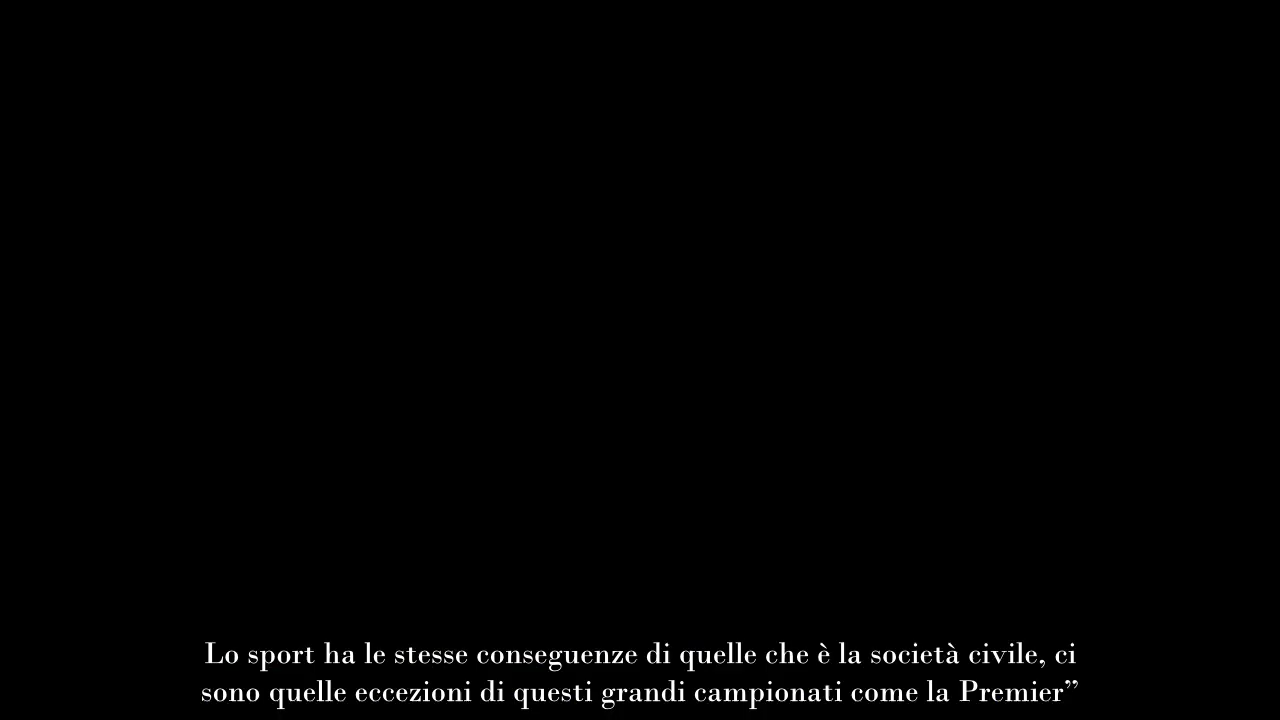 Lo sport ha le stesse conseguenze di quelle che è la società civile, ci
sono quelle eccezioni di questi grandi campionati come la Premier”